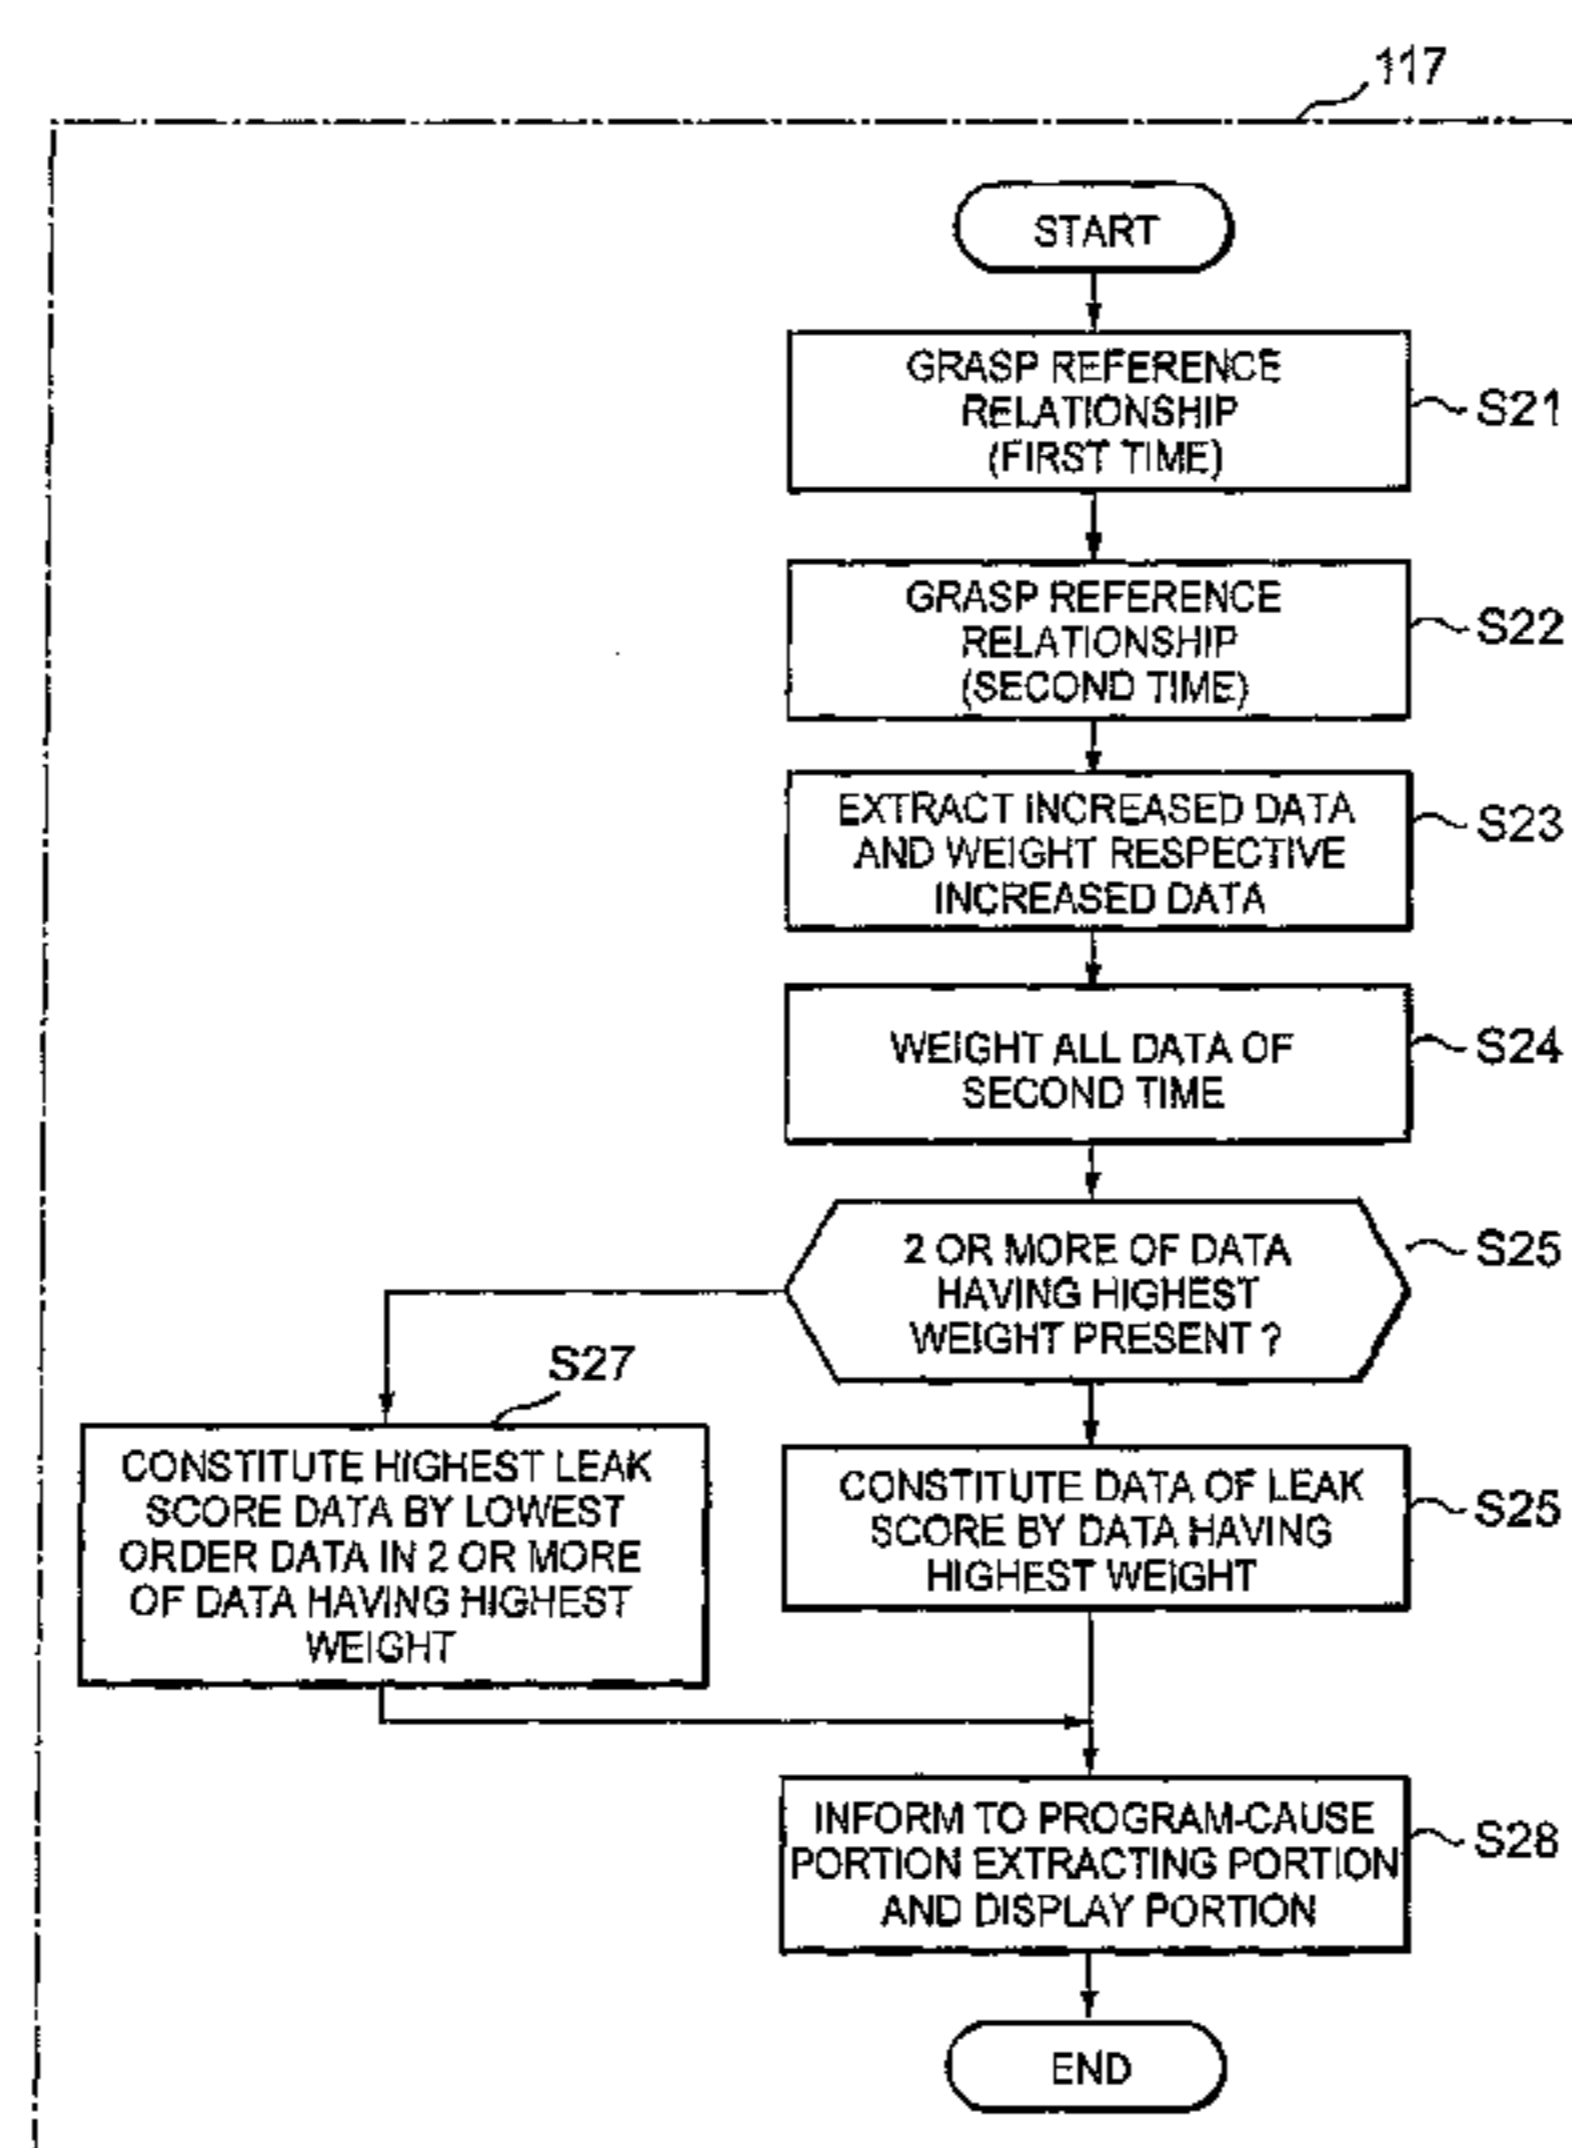 117
START
GRASP REFERENCE
RELATIONSHIP
(FIRST TIME)
S21
GRASP REFERENCE
RELATIONSHIP
(SECOND TIME)
S22
EXTRACT INCREASED DATA
AND WEIGHT RESPECTIVE
INCREASED DATA
S23
WEIGHT ALL DATA OF
SECOND TIME
S24
2 OR MORE OF DATA
HAVING HIGHEST
WEIGHT PRESENT ?
S25
S27
CONSTITUTE HIGHEST LEAK
SCORE DATA BY LOWEST
ORDER DATA IN 2 OR MORE
OF DATA HAVING HIGHEST
WEIGHT
CONSTITUTE DATA OF LEAK
SCORE BY DATA HAVING
HIGHEST WEIGHT
S25
INFORM TO PROGRAM-CAUSE
PORTION EXTRACTING PORTION
AND DISPLAY PORTION
S28
END